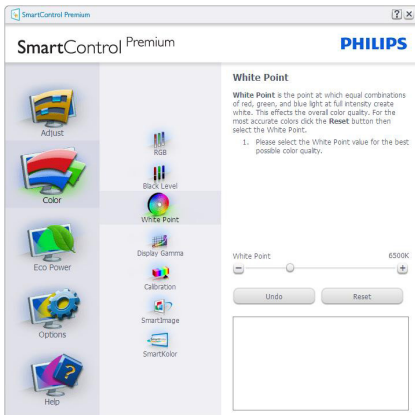 SmartControl Premium
SmartControl Premium
PHILIPS
Adjust
Color
Eco Power
Options
Help
RGB
Black Level
White Point
Display Gamma
Calibration
SmartImage
SmartKolor
White Point
White Point is the point at which equal combinations
of red, green, and blue light at full intensity create
white. This effects the overall color quality. For the
most accurate colors click the Reset button then
select the White Point.
1. Please select the White Point value for the best
possible color quality.
White Point 6500K
Undo Reset